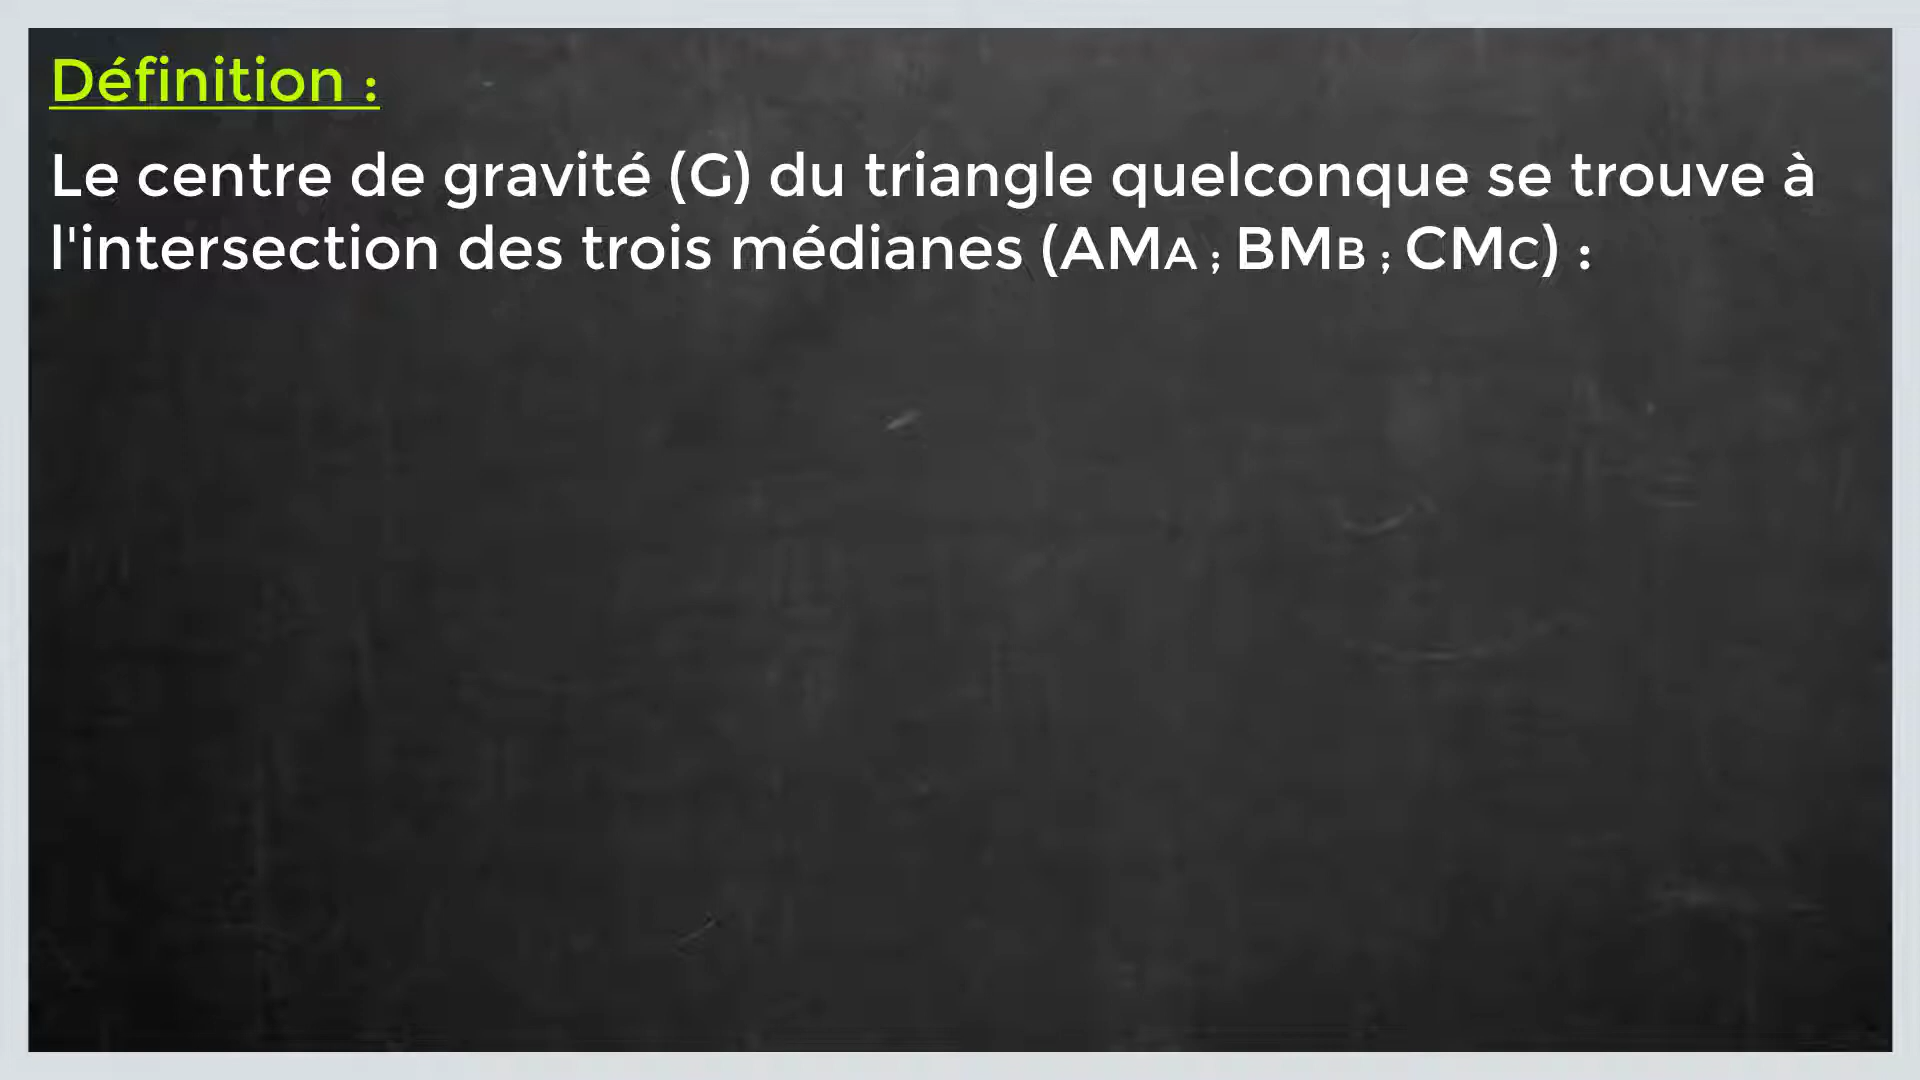 Définition :
Le centre de gravité (G) du triangle quelconque se trouve à
l'intersection des trois médianes (AMA ; BMB ; CMC) :